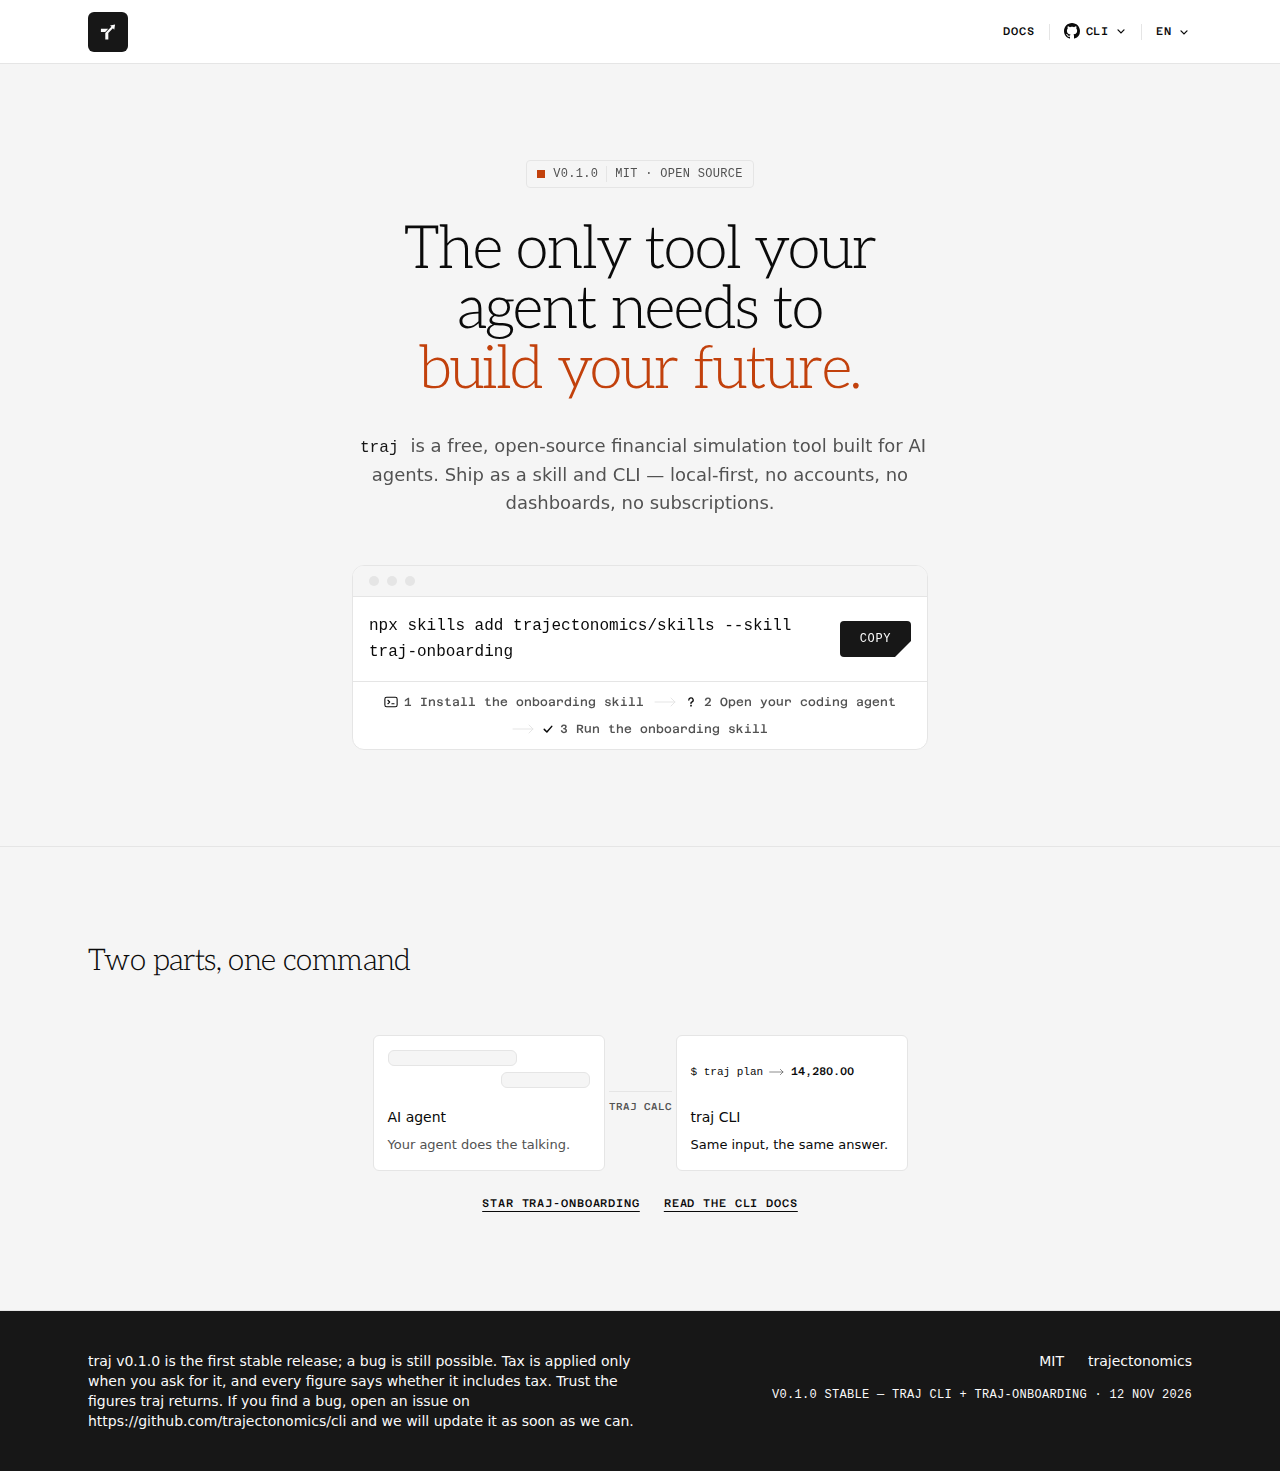 DOCS
CLI
EN
V0.1.0
MIT · OPEN SOURCE
The only tool your
agent needs to
build your future.
traj is a free, open-source financial simulation tool built for AI
agents. Ship as a skill and CLI — local-first, no accounts, no
dashboards, no subscriptions.
npx skills add trajectonomics/skills --skill
traj-onboarding
COPY
1 Install the onboarding skill
? 2 Open your coding agent
3 Run the onboarding skill
Two parts, one command
AI agent
Your agent does the talking.
TRAJ CALC
$ traj plan
14,280.00
traj CLI
Same input, the same answer.
STAR TRAJ-ONBOARDING
READ THE CLI DOCS
traj v0.1.0 is the first stable release; a bug is still possible. Tax is applied only
when you ask for it, and every figure says whether it includes tax. Trust the
figures traj returns. If you find a bug, open an issue on
https://github.com/trajectonomics/cli and we will update it as soon as we can.
MIT
trajectonomics
V0.1.0 STABLE — TRAJ CLI + TRAJ-ONBOARDING · 12 NOV 2026